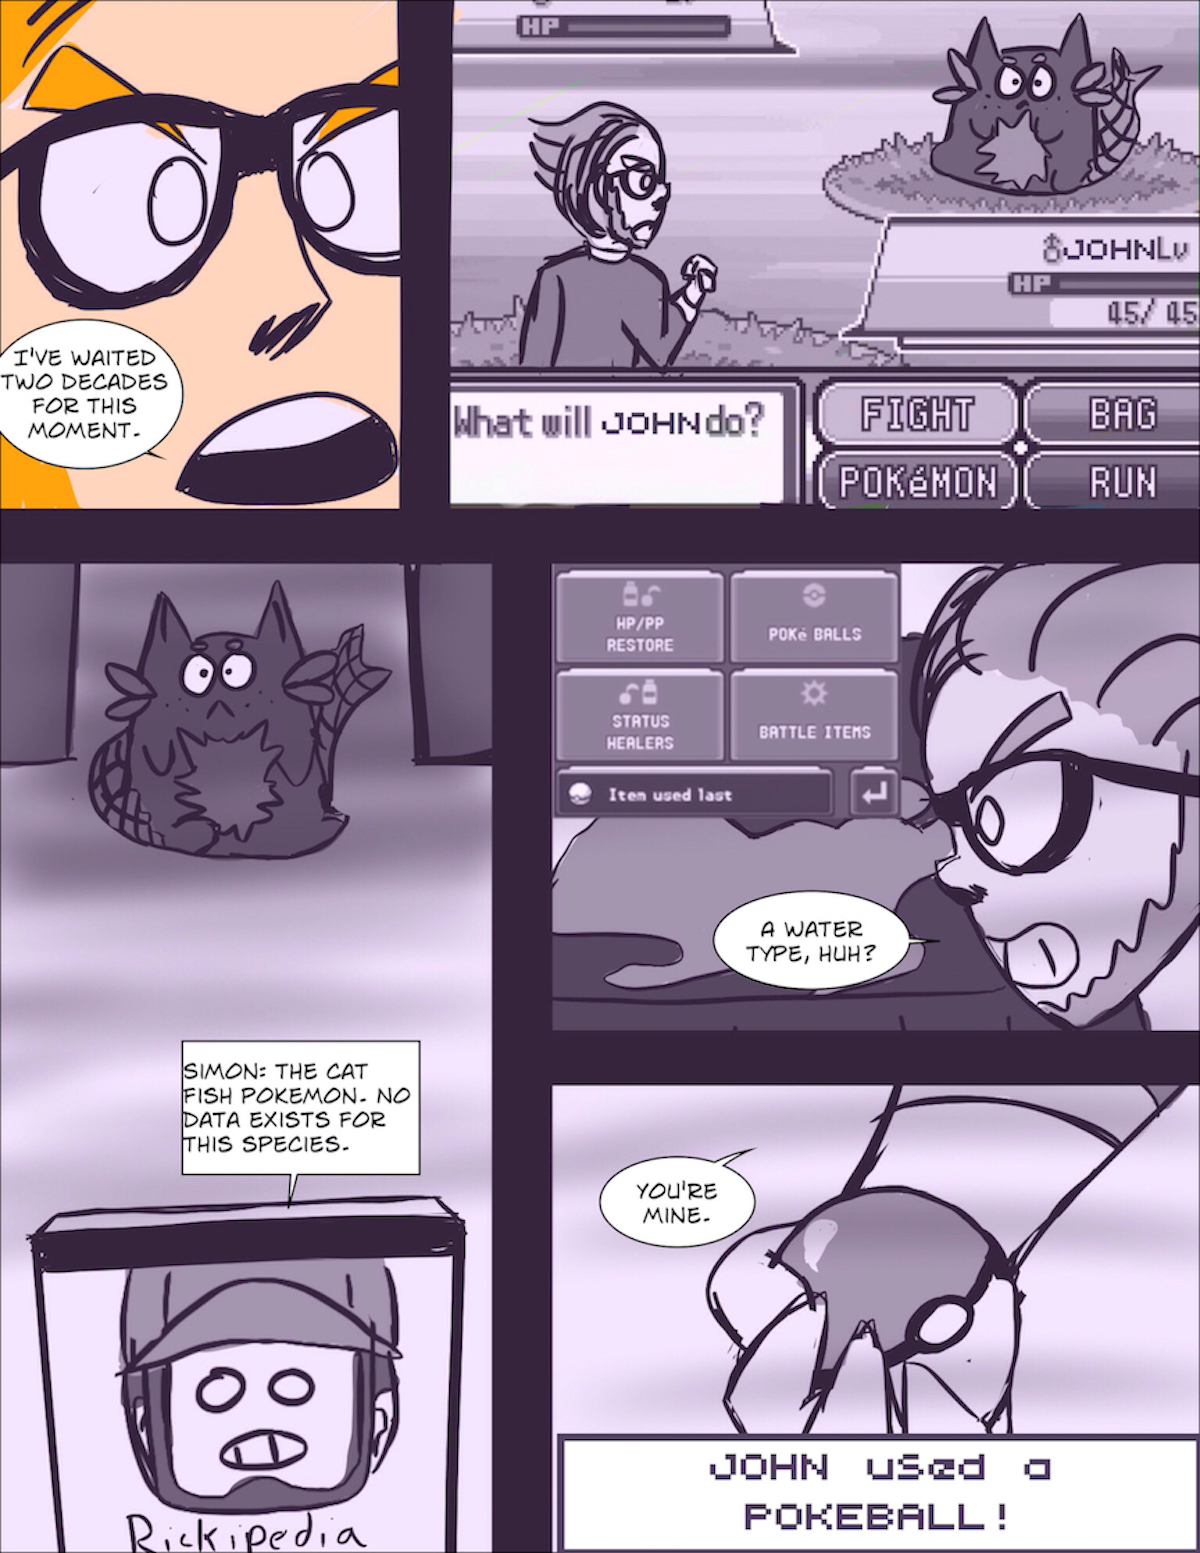 I'VE WAITED
TWO DECADES
FOR THIS
MOMENT.
HP
♂JOHNLv
HP
45/ 45
What will JOHN do?
FIGHT
BAG
POKéMON
RUN
SIMON: THE CAT
FISH POKEMON. NO
DATA EXISTS FOR
THIS SPECIES.
Rickipedia
HP/PP
RESTORE
POKé BALLS
STATUS
HEALERS
BATTLE ITEMS
Item used last
A WATER
TYPE, HUH?
YOU'RE
MINE.
JOHN used a
POKEBALL!